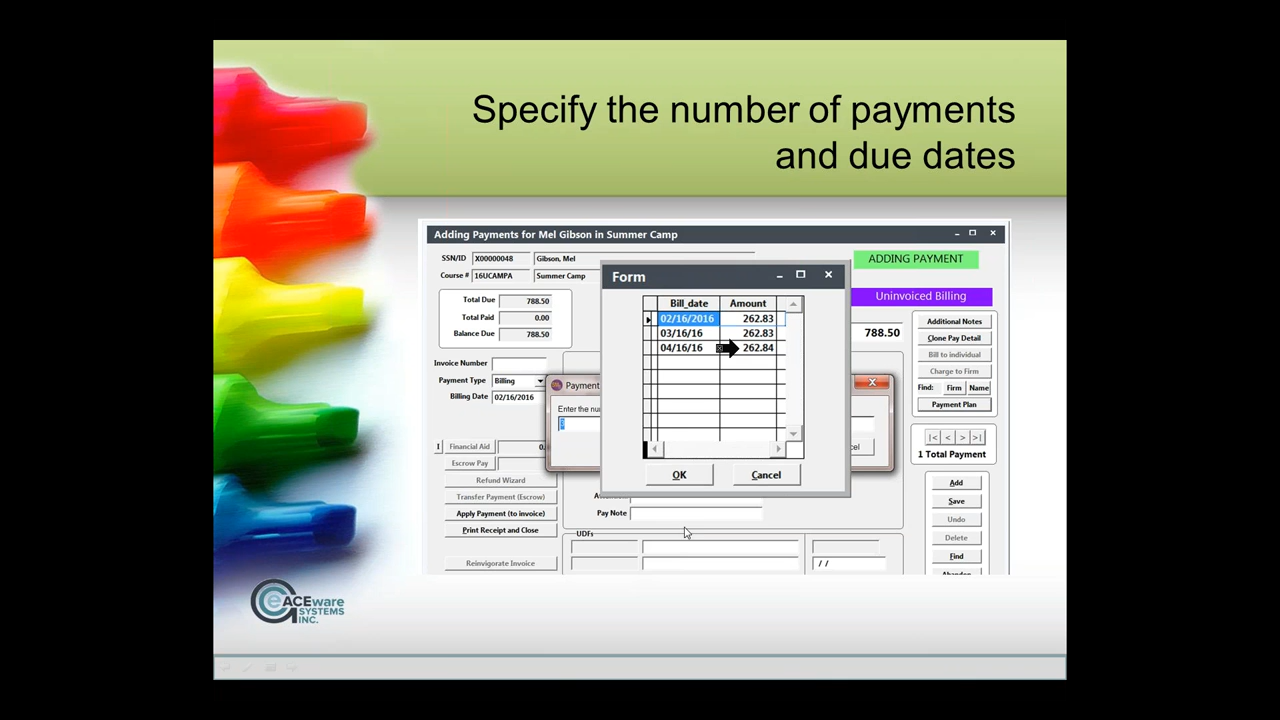 Specify the number of payments
and due dates
Adding Payments for Mel Gibson in Summer Camp
SSN/ID X00000048 Gibson, Mel
Course # 16UCAMPA Summer Camp
ADDING PAYMENT
Uninvoiced Billing
Total Due 788.50
Total Paid 0.00
Balance Due 788.50
788.50
Invoice Number
Payment Type Billing
Billing Date 02/16/2016
Form
Bill_date Amount
02/16/2016 262.83
03/16/16 262.83
04/16/16 262.84
OK Cancel
Payment
Enter the nu
3
cel
I Financial Aid 0.
Escrow Pay
Refund Wizard
Transfer Payment (Escrow)
Apply Payment (to invoice)
Print Receipt and Close
Reinvigorate Invoice
Pay Note
UDFs
/ /
Additional Notes
Clone Pay Detail
Bill to individual
Charge to Firm
Find: Firm Name
Payment Plan
|< < > >|
1 Total Payment
Add
Save
Undo
Delete
Find
ACEware
SYSTEMS
INC.